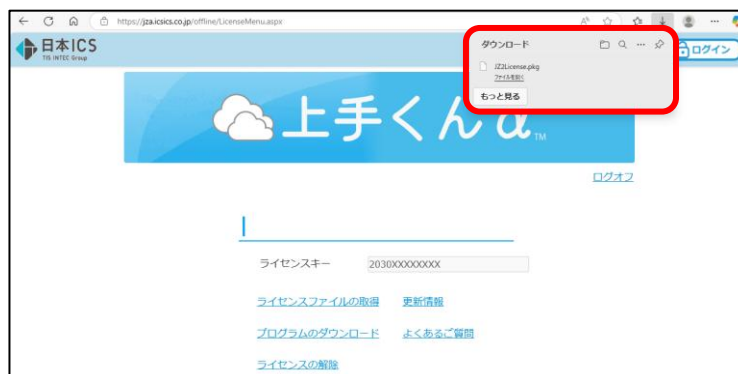 https://jza.icsics.co.jp/offline/LicenseMenu.aspx
日本ICS
TIS INTEC Group
ダウンロード
JZ2License.pkg
ファイルを開く
もっと見る
ログイン
上手くんα™
ログオフ
ライセンスキー 2030XXXXXXXX
ライセンスファイルの取得 更新情報
プログラムのダウンロード よくあるご質問
ライセンスの解除